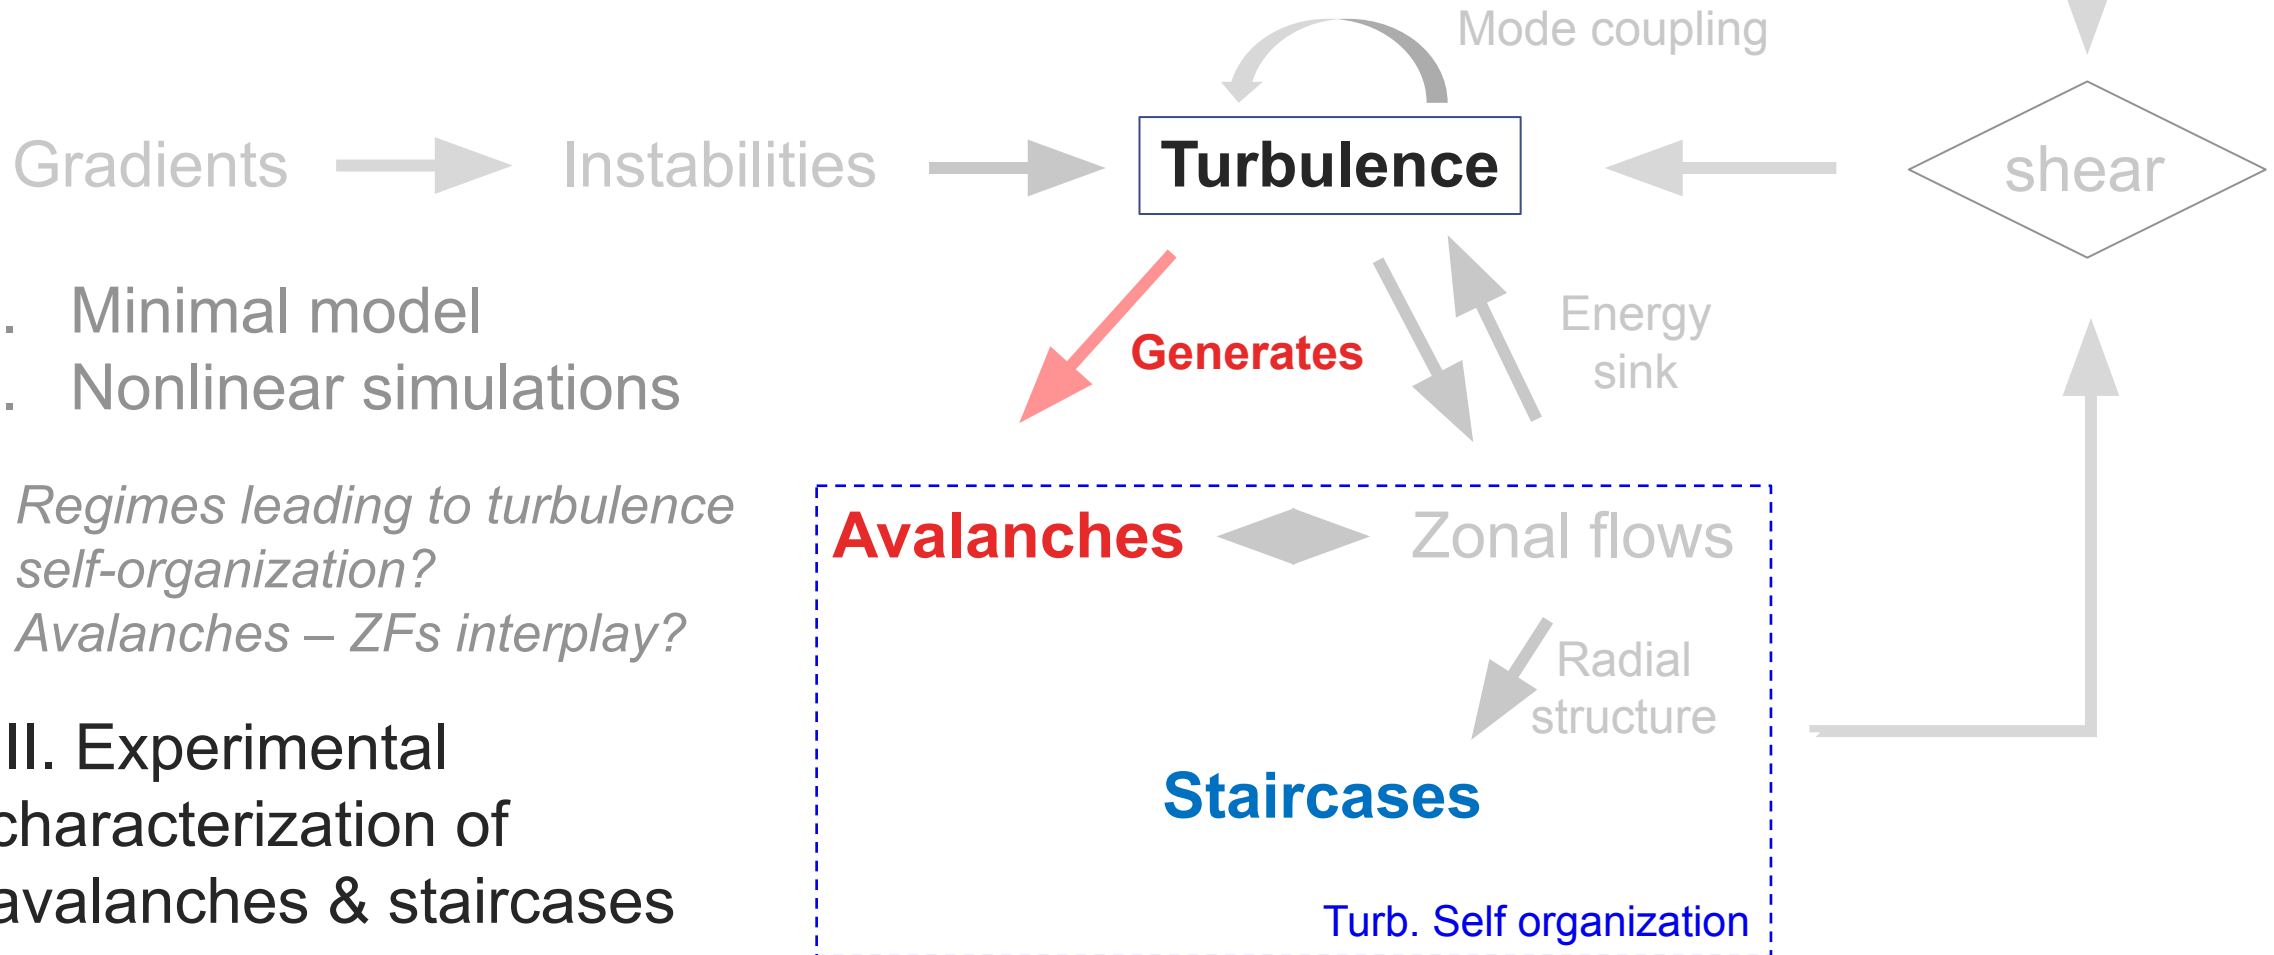 Mode coupling
Gradients
Instabilities
Turbulence
shear
. Minimal model
. Nonlinear simulations
Generates
Energy
sink
Regimes leading to turbulence
self-organization?
Avalanches – ZFs interplay?
Avalanches
Zonal flows
Radial
structure
Staircases
II. Experimental
characterization of
avalanches & staircases
Turb. Self organization